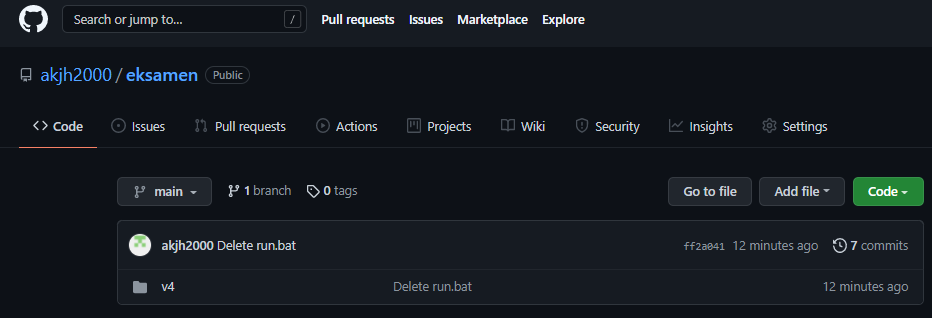 Search or jump to... / Pull requests Issues Marketplace Explore
akjh2000 / eksamen Public
<> Code Issues Pull requests Actions Projects Wiki Security Insights Settings
main 1 branch 0 tags Go to file Add file Code
akjh2000 Delete run.bat ff2a041 12 minutes ago 7 commits
v4 Delete run.bat 12 minutes ago